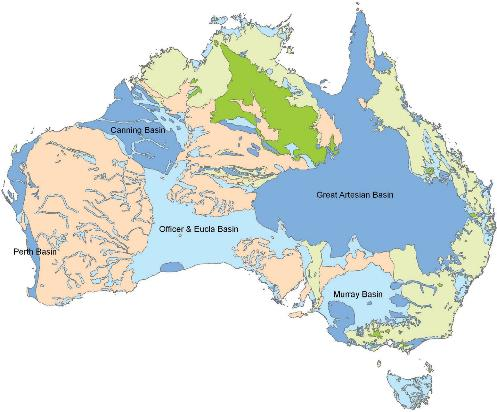 Canning Basin
Great Artesian Basin
Officer & Eucla Basin
Perth Basin
Murray Basin